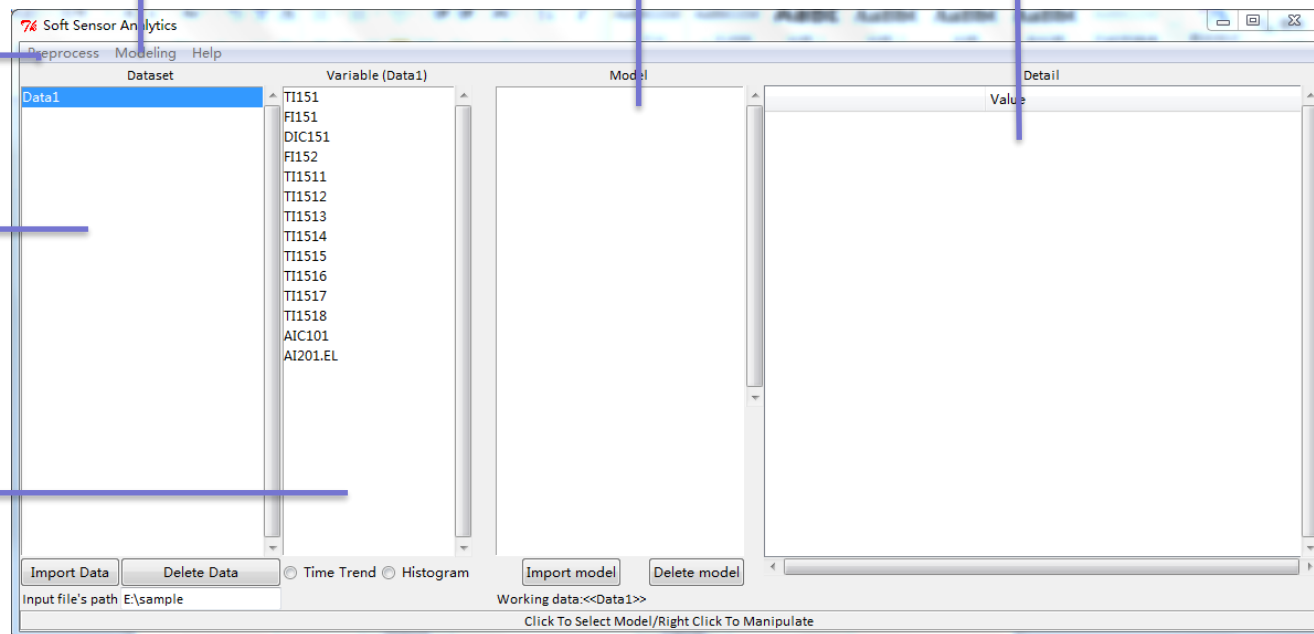 Soft Sensor Analytics
Preprocess Modeling Help
Dataset Variable (Data1) Model Detail
Data1
Value
TI151
FI151
DIC151
FI152
TI1511
TI1512
TI1513
TI1514
TI1515
TI1516
TI1517
TI1518
AIC101
AI201.EL
Import Data Delete Data Time Trend Histogram Import model Delete model
Input file's path E:\sample Working data:<<Data1>>
Click To Select Model/Right Click To Manipulate